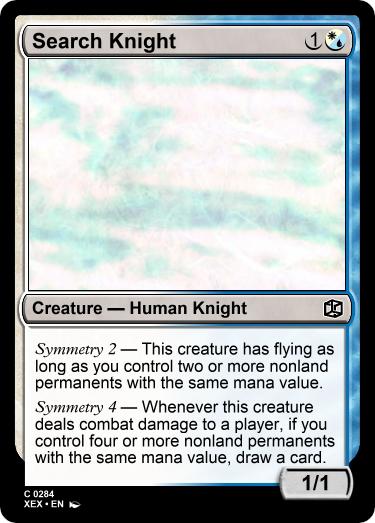 Search Knight 1
Creature — Human Knight
Symmetry 2 — This creature has flying as
long as you control two or more nonland
permanents with the same mana value.
Symmetry 4 — Whenever this creature
deals combat damage to a player, if you
control four or more nonland permanents
with the same mana value, draw a card.
1/1
C 0284
XEX • EN